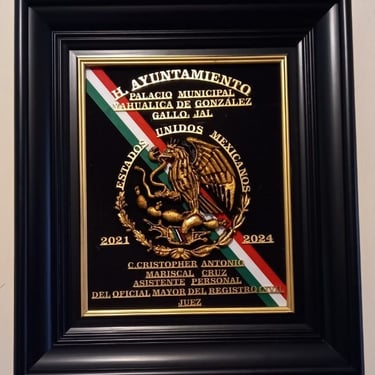 H. AYUNTAMIENTO
PALACIO MUNICIPAL
YAHUALICA DE GONZÁLEZ
GALLO, JAL
ESTADOS UNIDOS MEXICANOS
2021 2024
C.CRISTOPHER ANTONIO
MARISCAL CRUZ
ASISTENTE PERSONAL
DEL OFICIAL MAYOR DEL REGISTRO CIVIL
JUEZ